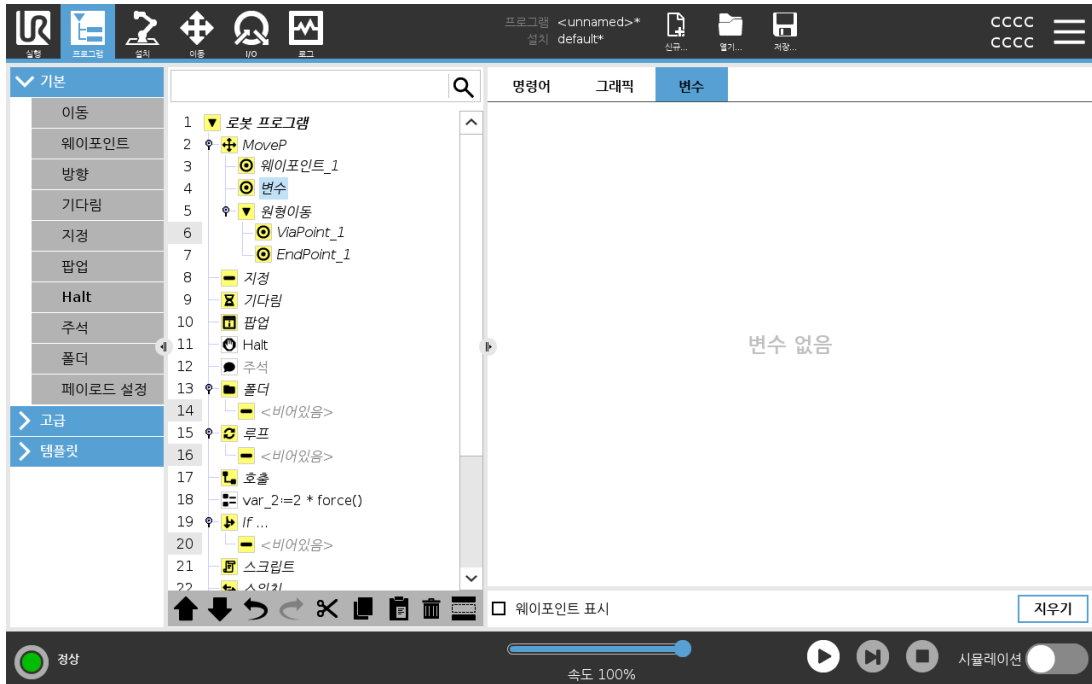 프로그램 <unnamed>*
설치 default*
cccc
cccc
실행 프로그램 설치 이동 I/O 로그 신규... 열기... 저장...
기본
이동
웨이포인트
방향
기다림
지정
팝업
Halt
주석
폴더
페이로드 설정
고급
템플릿
1 로봇 프로그램
2 MoveP
3 웨이포인트_1
4 변수
5 원형이동
6 ViaPoint_1
7 EndPoint_1
8 지정
9 기다림
10 팝업
11 Halt
12 주석
13 폴더
14 <비어있음>
15 루프
16 <비어있음>
17 호출
18 var_2:=2 * force()
19 If ...
20 <비어있음>
21 스크립트
22 스위치
명령어 그래픽 변수
변수 없음
웨이포인트 표시 지우기
정상
속도 100%
시뮬레이션